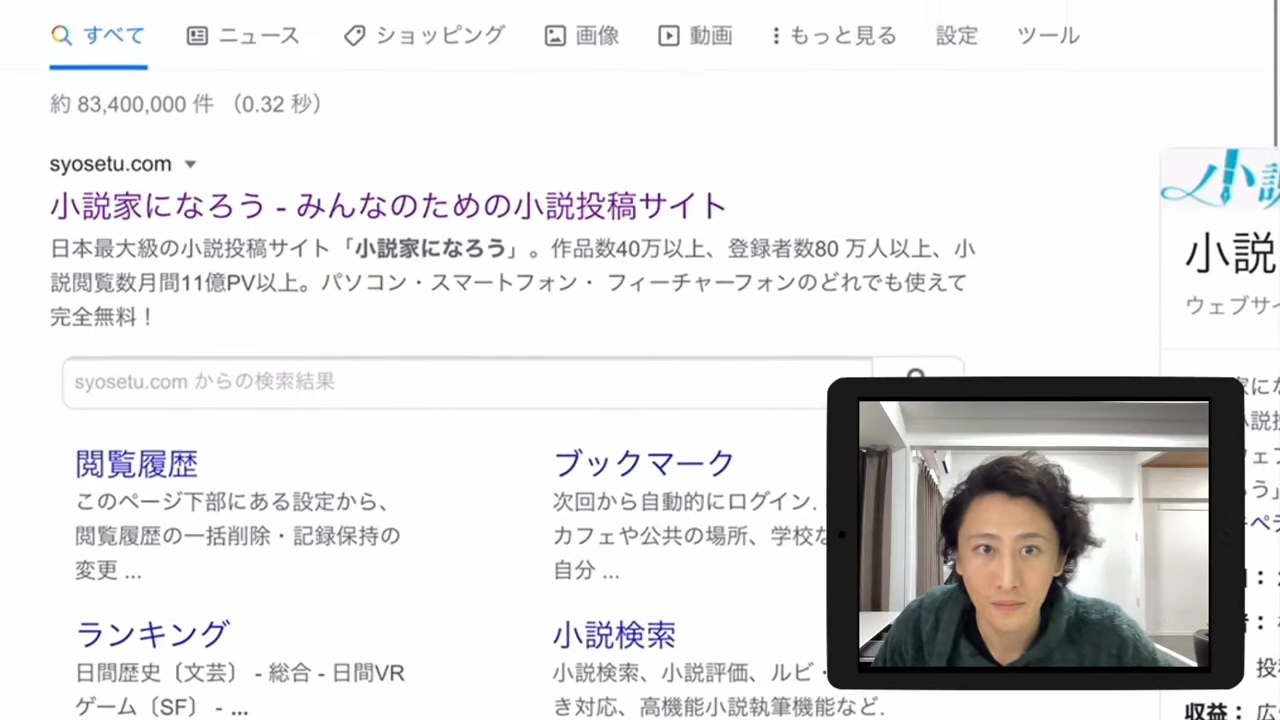 すべて ニュース ショッピング 画像 動画 もっと見る 設定 ツール
約 83,400,000 件 (0.32 秒)
syosetu.com
小説家になろう - みんなのための小説投稿サイト
日本最大級の小説投稿サイト「小説家になろう」。作品数40万以上、登録者数80 万人以上、小
説閲覧数月間11億PV以上。パソコン・スマートフォン・ フィーチャーフォンのどれでも使えて
完全無料！
syosetu.com からの検索結果
閲覧履歴
このページ下部にある設定から、
閲覧履歴の一括削除・記録保持の
変更 ...
ブックマーク
次回から自動的にログイン.
カフェや公共の場所、学校な
自分 ...
ランキング
日間歴史〔文芸〕 - 総合 - 日間VR
ゲーム〔SF〕 - ...
小説検索
小説検索、小説評価、ルビ・
き対応、高機能小説執筆機能など.
小説
小説
ウェブサイ
収益：広